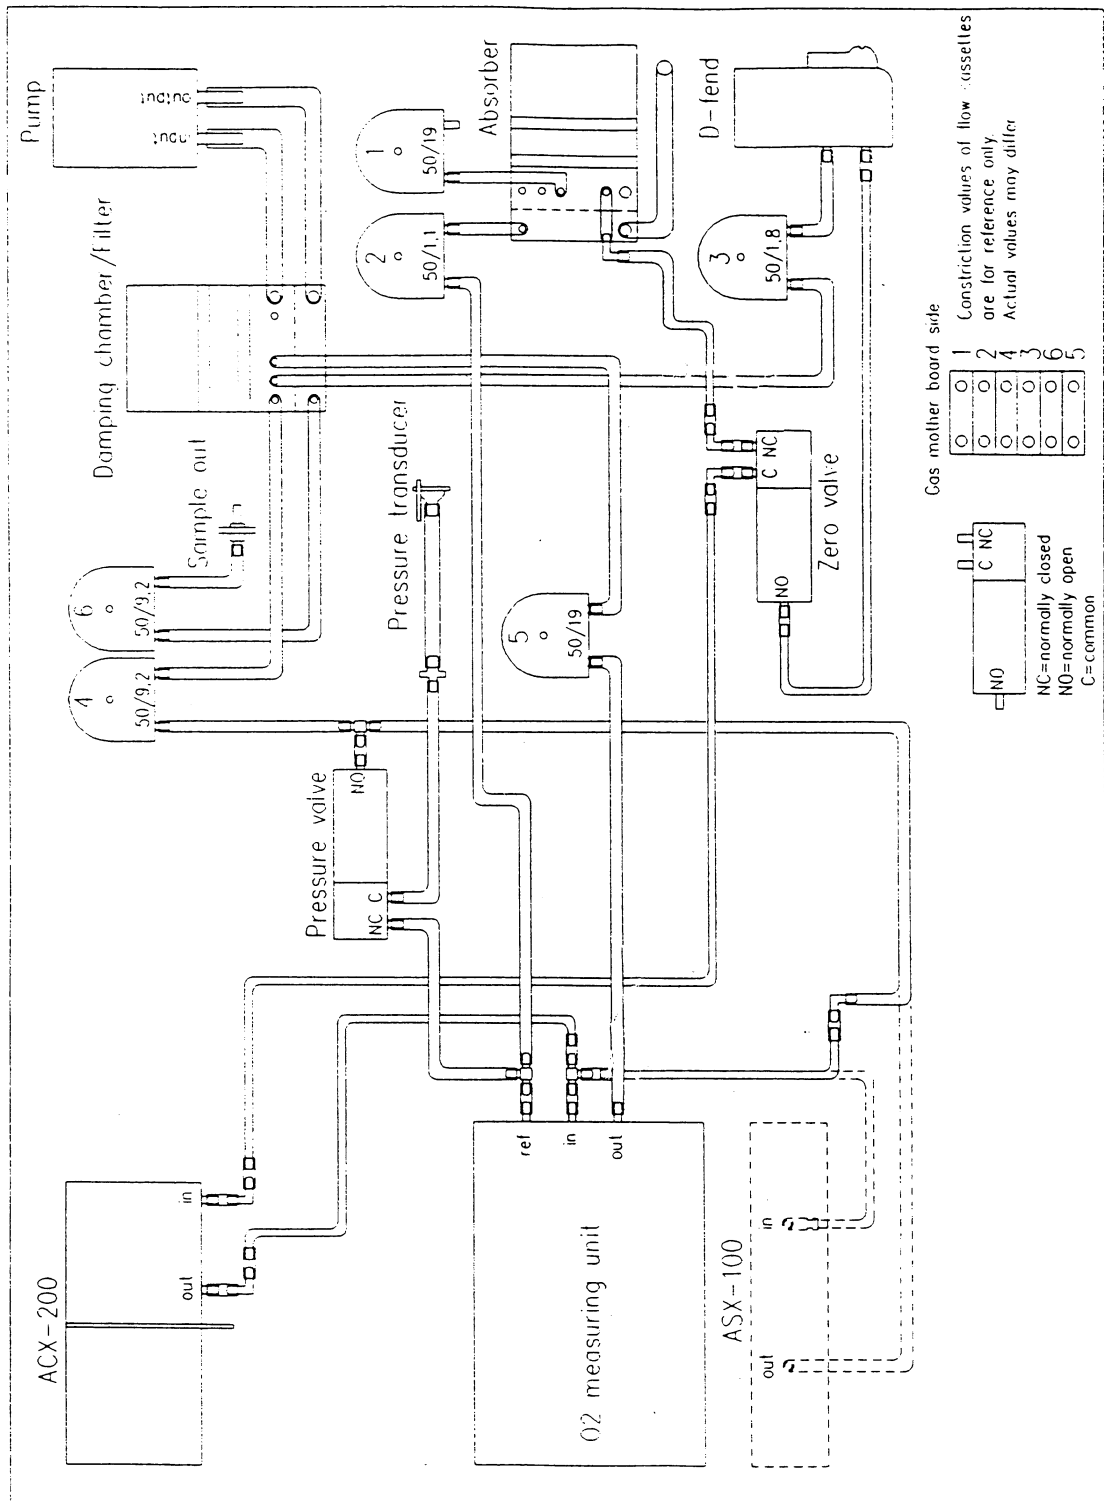 ACX-200
in
out
Pump
input
output
Damping chamber/Filter
4
50/9,2
6
50/9,2
Sample out
Pressure valve
NO
NC C
Pressure transducer
1
50/19
2
50/1,1
Absorber
O2 measuring unit
ref
in
out
5
50/19
3
50/1,8
D-fend
Zero valve
NO
C NC
ASX-100
in
out
NO
C NC
NC=normally closed
NO=normally open
C=common
Gas mother board side
1
2
4
3
6
5
Constriction values of flow cassettes
are for reference only.
Actual values may differ